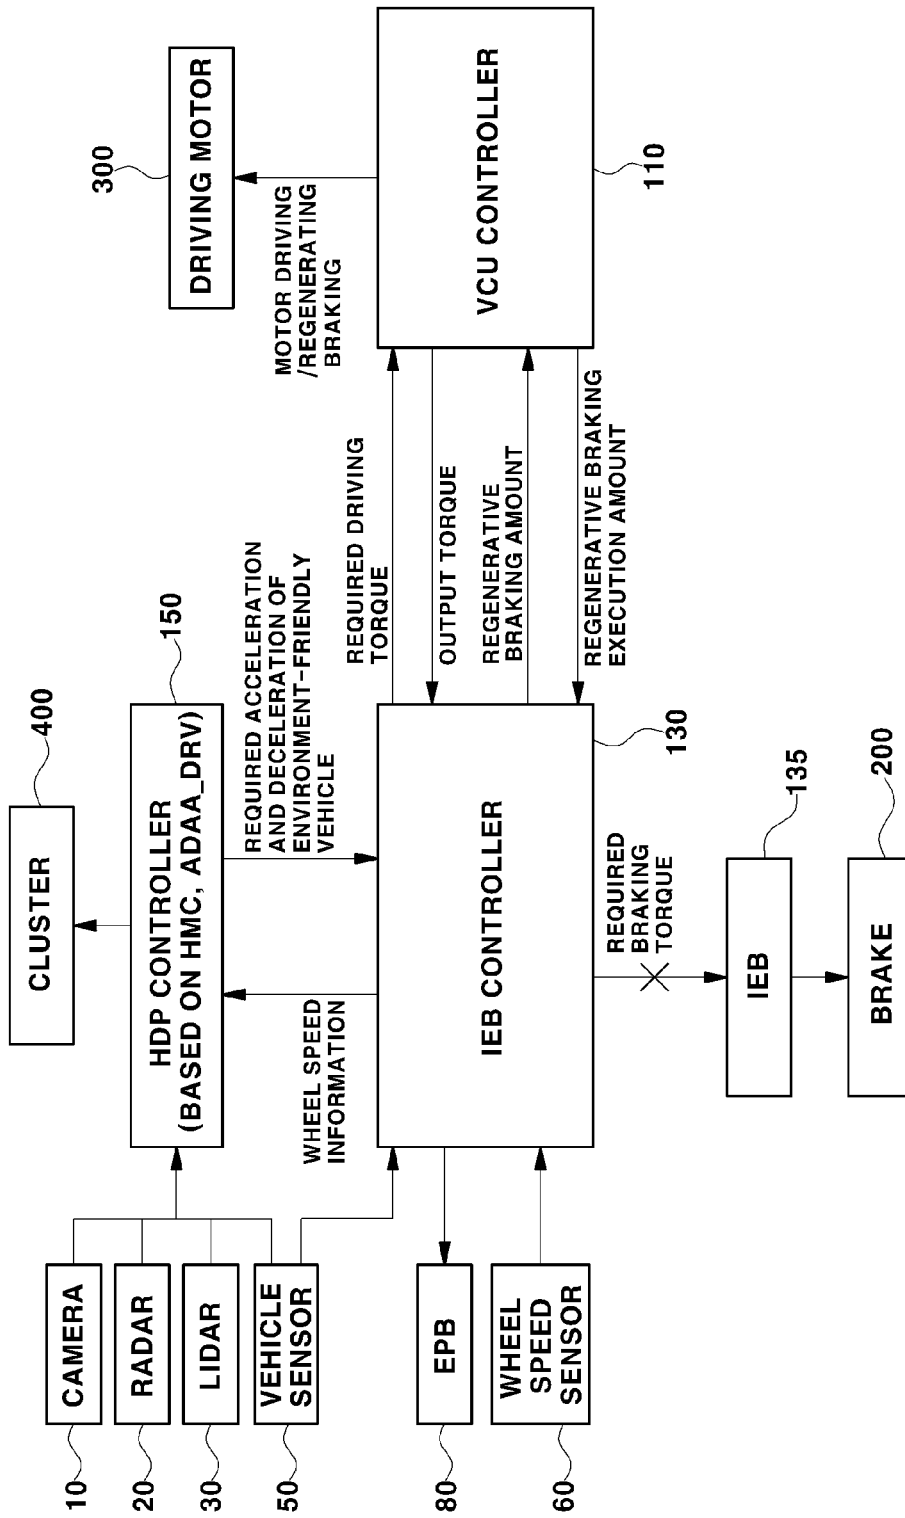 CLUSTER
400
HDP CONTROLLER
(BASED ON HMC, ADAA_DRV)
150
DRIVING MOTOR
300
CAMERA
10
RADAR
20
LIDAR
30
VEHICLE
SENSOR
50
WHEEL SPEED
INFORMATION
REQUIRED ACCELERATION
AND DECELERATION OF
ENVIRONMENT-FRIENDLY
VEHICLE
MOTOR DRIVING
/REGENERATING
BRAKING
REQUIRED DRIVING
TORQUE
OUTPUT TORQUE
REGENERATIVE
BRAKING AMOUNT
REGENERATIVE BRAKING
EXECUTION AMOUNT
EPB
80
WHEEL
SPEED
SENSOR
60
IEB CONTROLLER
130
VCU CONTROLLER
110
REQUIRED
BRAKING
TORQUE
IEB
135
BRAKE
200